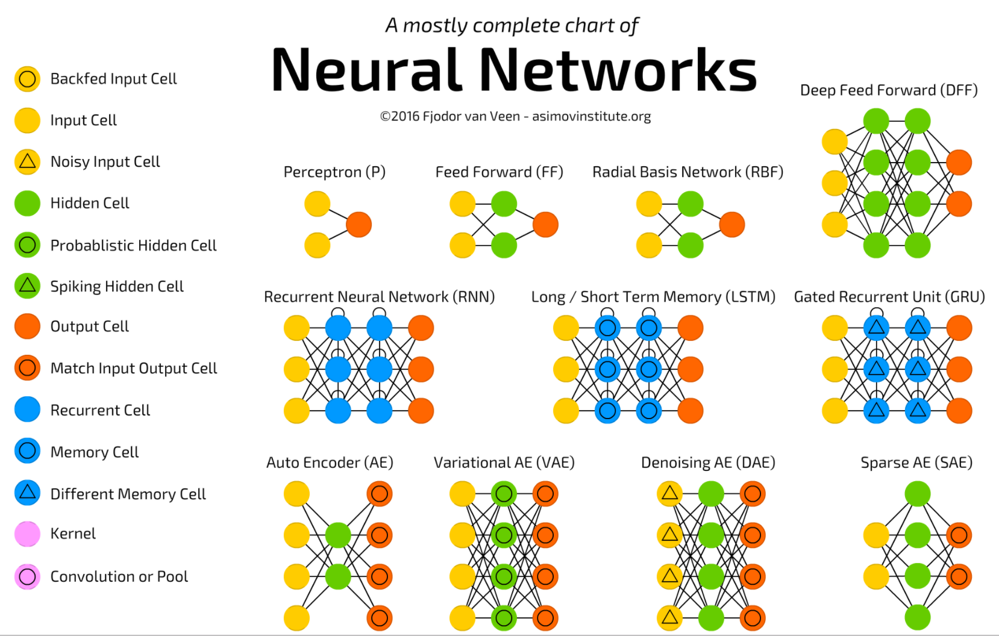 A mostly complete chart of
Neural Networks
©2016 Fjodor van Veen - asimovinstitute.org
Backfed Input Cell
Input Cell
Noisy Input Cell
Hidden Cell
Probablistic Hidden Cell
Spiking Hidden Cell
Output Cell
Match Input Output Cell
Recurrent Cell
Memory Cell
Different Memory Cell
Kernel
Convolution or Pool
Deep Feed Forward (DFF)
Perceptron (P)
Feed Forward (FF)
Radial Basis Network (RBF)
Recurrent Neural Network (RNN)
Long / Short Term Memory (LSTM)
Gated Recurrent Unit (GRU)
Auto Encoder (AE)
Variational AE (VAE)
Denoising AE (DAE)
Sparse AE (SAE)